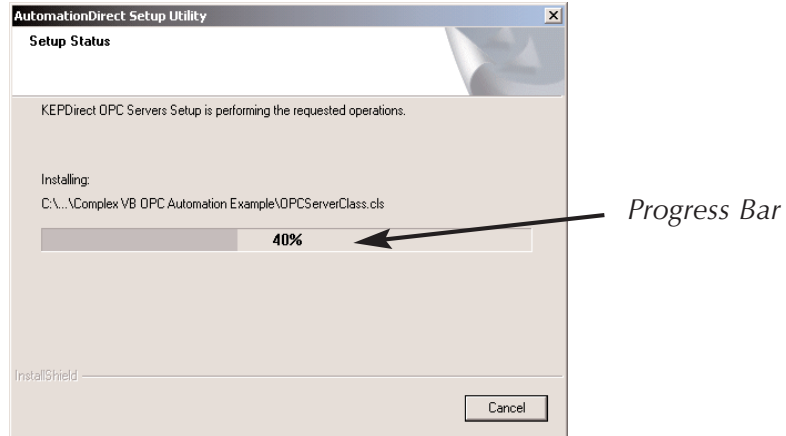 AutomationDirect Setup Utility
Setup Status
KEPDirect OPC Servers Setup is performing the requested operations.
Installing:
C:\...\Complex VB OPC Automation Example\OPCServerClass.cls
40%
Progress Bar
InstallShield
Cancel